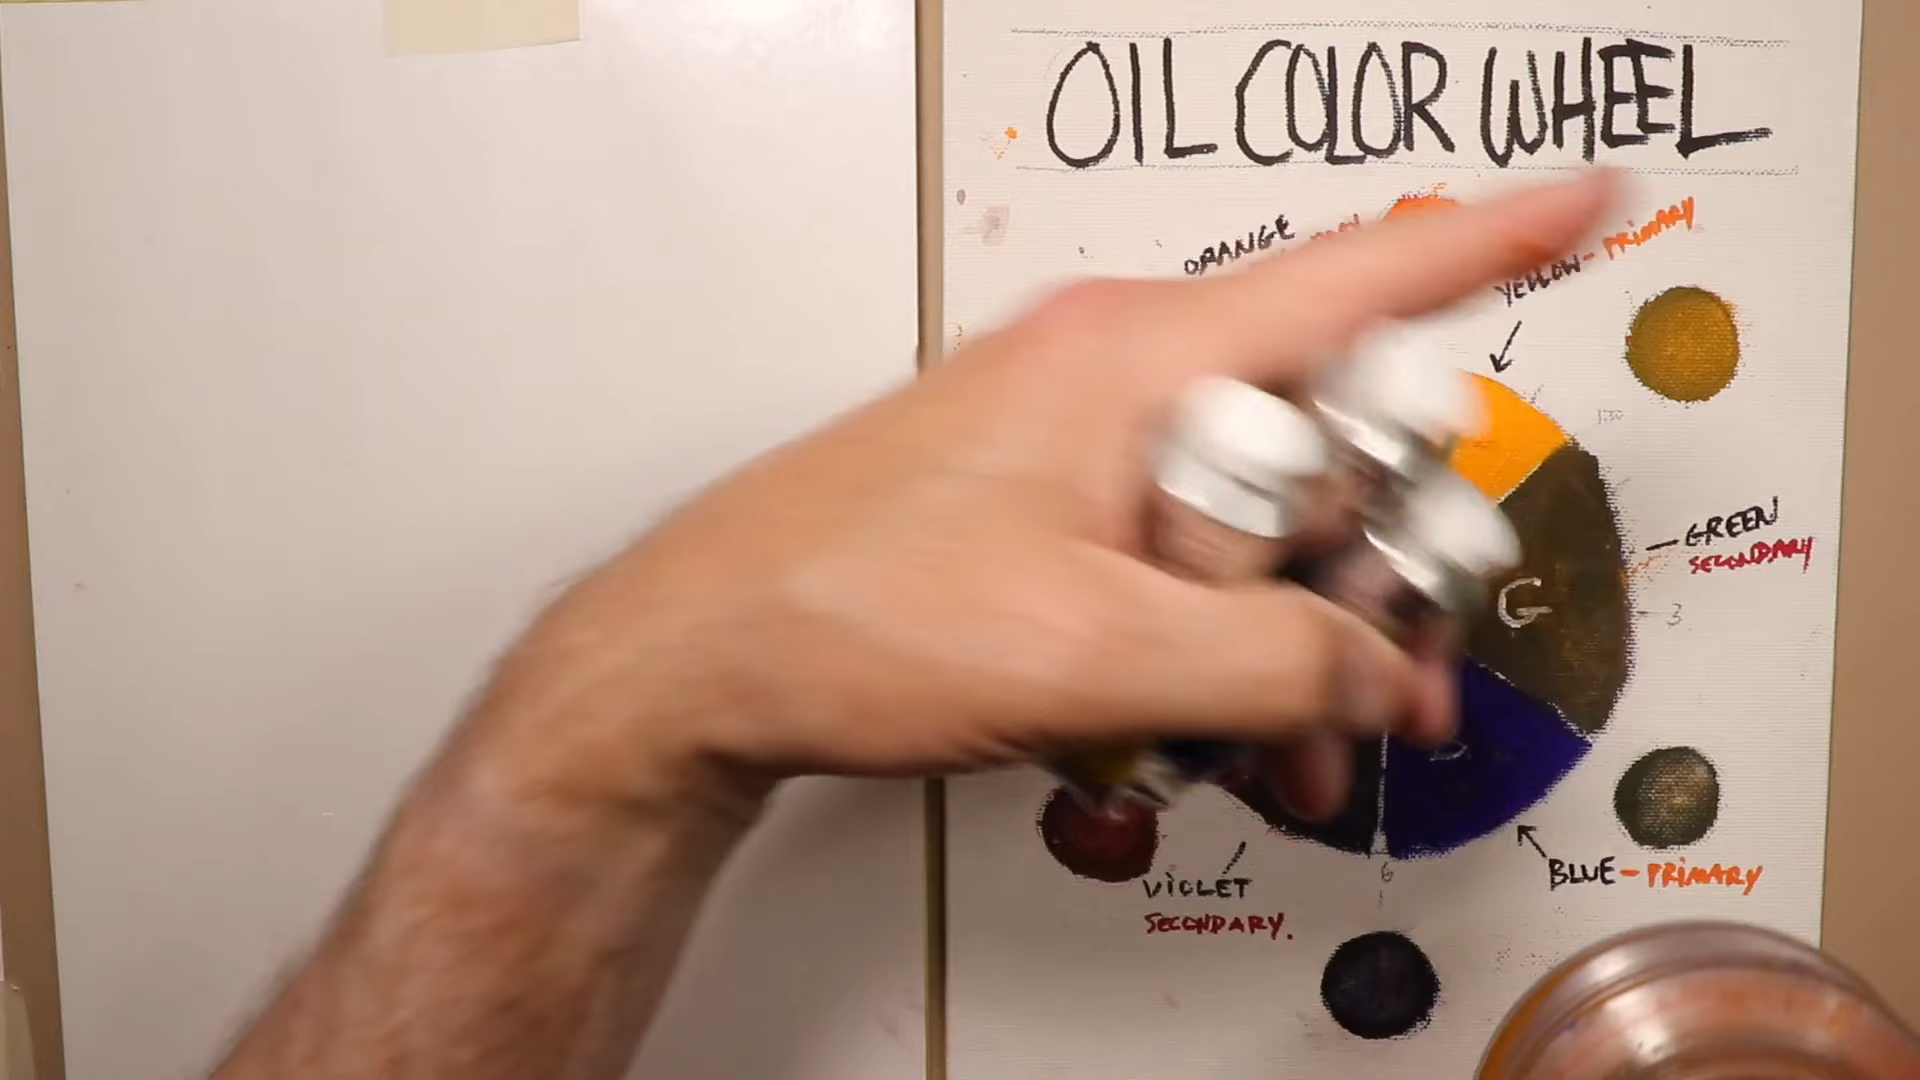 OIL COLOR WHEEL
ORANGE
YELLOW-PRIMARY
GREEN
SECONDARY
G
3
6
BLUE-PRIMARY
VIOLET
SECONDARY.